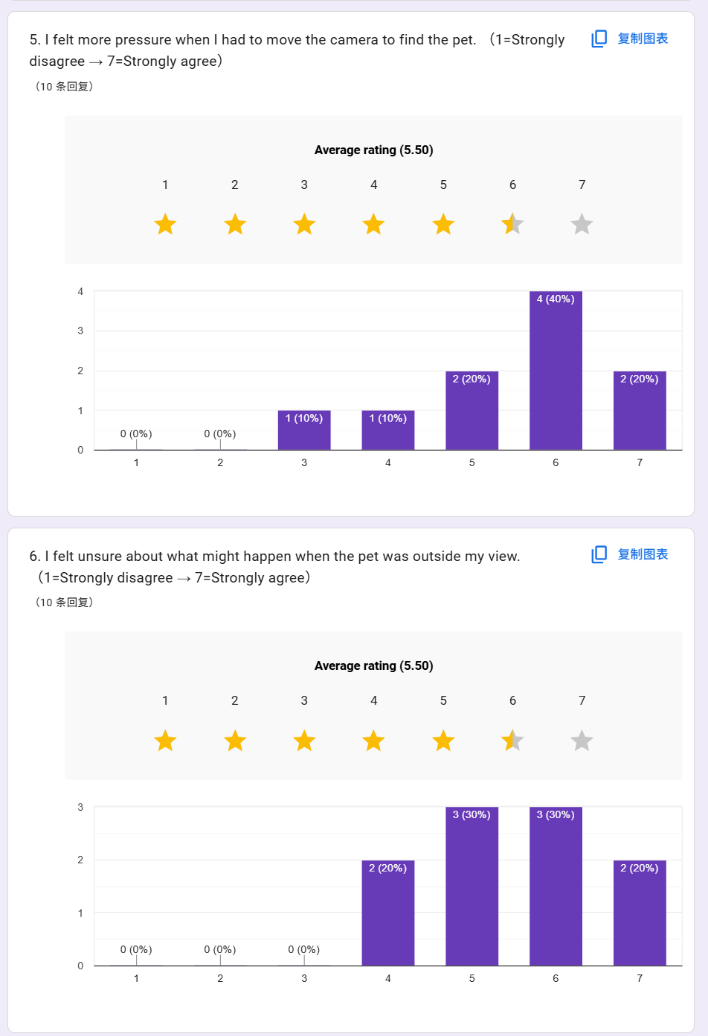 5. I felt more pressure when I had to move the camera to find the pet. （1=Strongly
disagree → 7=Strongly agree）
复制图表
（10 条回复）
Average rating (5.50)
1 2 3 4 5 6 7
4
3
2
1
0
0 (0%) 0 (0%) 1 (10%) 1 (10%) 2 (20%) 4 (40%) 2 (20%)
1 2 3 4 5 6 7
6. I felt unsure about what might happen when the pet was outside my view.
（1=Strongly disagree → 7=Strongly agree）
复制图表
（10 条回复）
Average rating (5.50)
1 2 3 4 5 6 7
3
2
1
0
0 (0%) 0 (0%) 0 (0%) 2 (20%) 3 (30%) 3 (30%) 2 (20%)
1 2 3 4 5 6 7